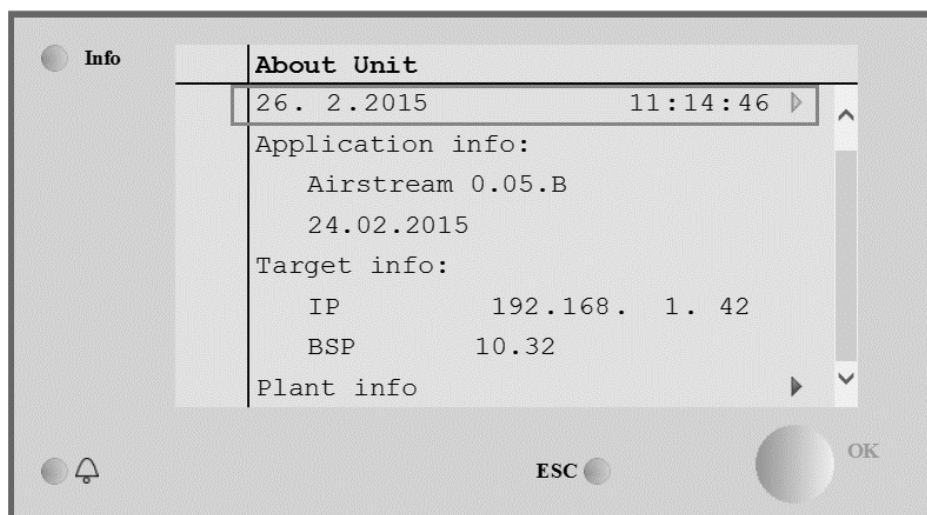 Info
About Unit
26. 2.2015 11:14:46
Application info:
Airstream 0.05.B
24.02.2015
Target info:
IP 192.168. 1. 42
BSP 10.32
Plant info
ESC
OK